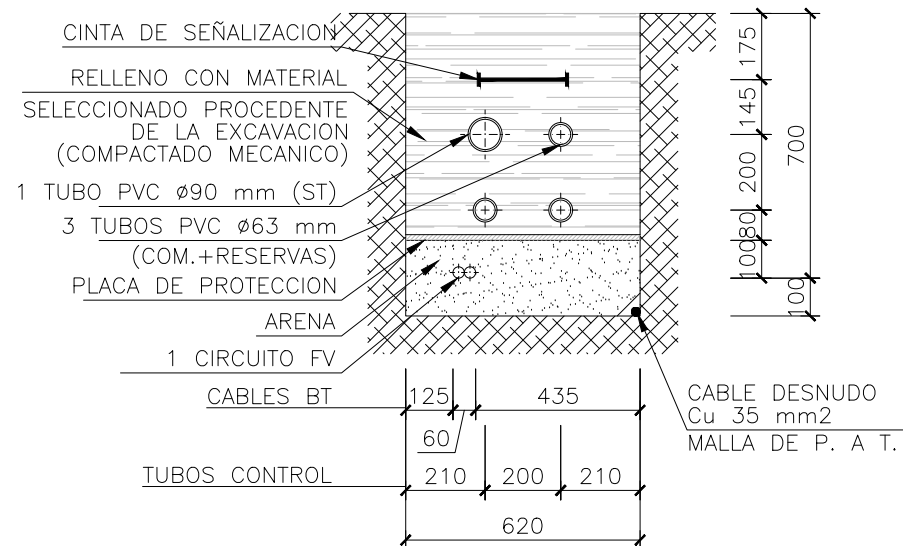 CINTA DE SEÑALIZACION
RELLENO CON MATERIAL
SELECCIONADO PROCEDENTE
DE LA EXCAVACION
(COMPACTADO MECANICO)
1 TUBO PVC ø90 mm (ST)
3 TUBOS PVC ø63 mm
(COM.+RESERVAS)
PLACA DE PROTECCION
ARENA
1 CIRCUITO FV
CABLES BT
125
435
60
TUBOS CONTROL
210
200
210
620
175
145
200
80
100
700
100
CABLE DESNUDO
Cu 35 mm2
MALLA DE P. A T.